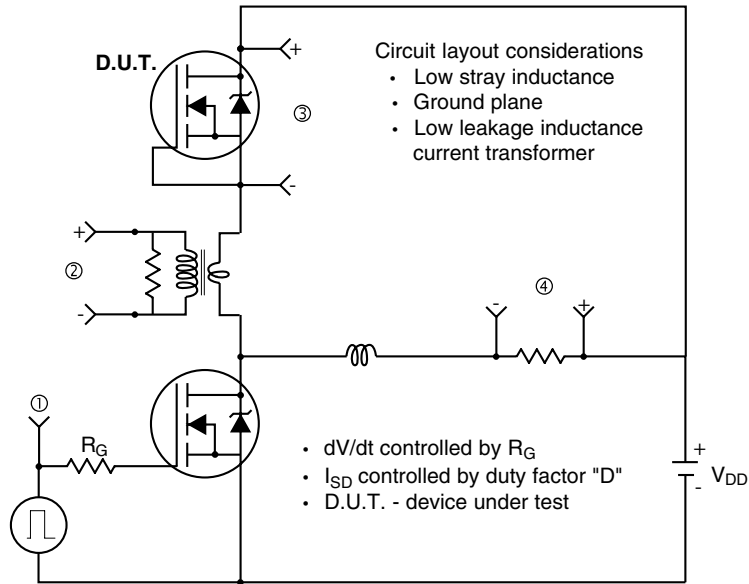 D.U.T.
+
③
-
Circuit layout considerations
• Low stray inductance
• Ground plane
• Low leakage inductance
current transformer
+
②
-
④
-
+
①
R_G
• dV/dt controlled by R_G
• I_SD controlled by duty factor "D"
• D.U.T. - device under test
+
V_DD
-